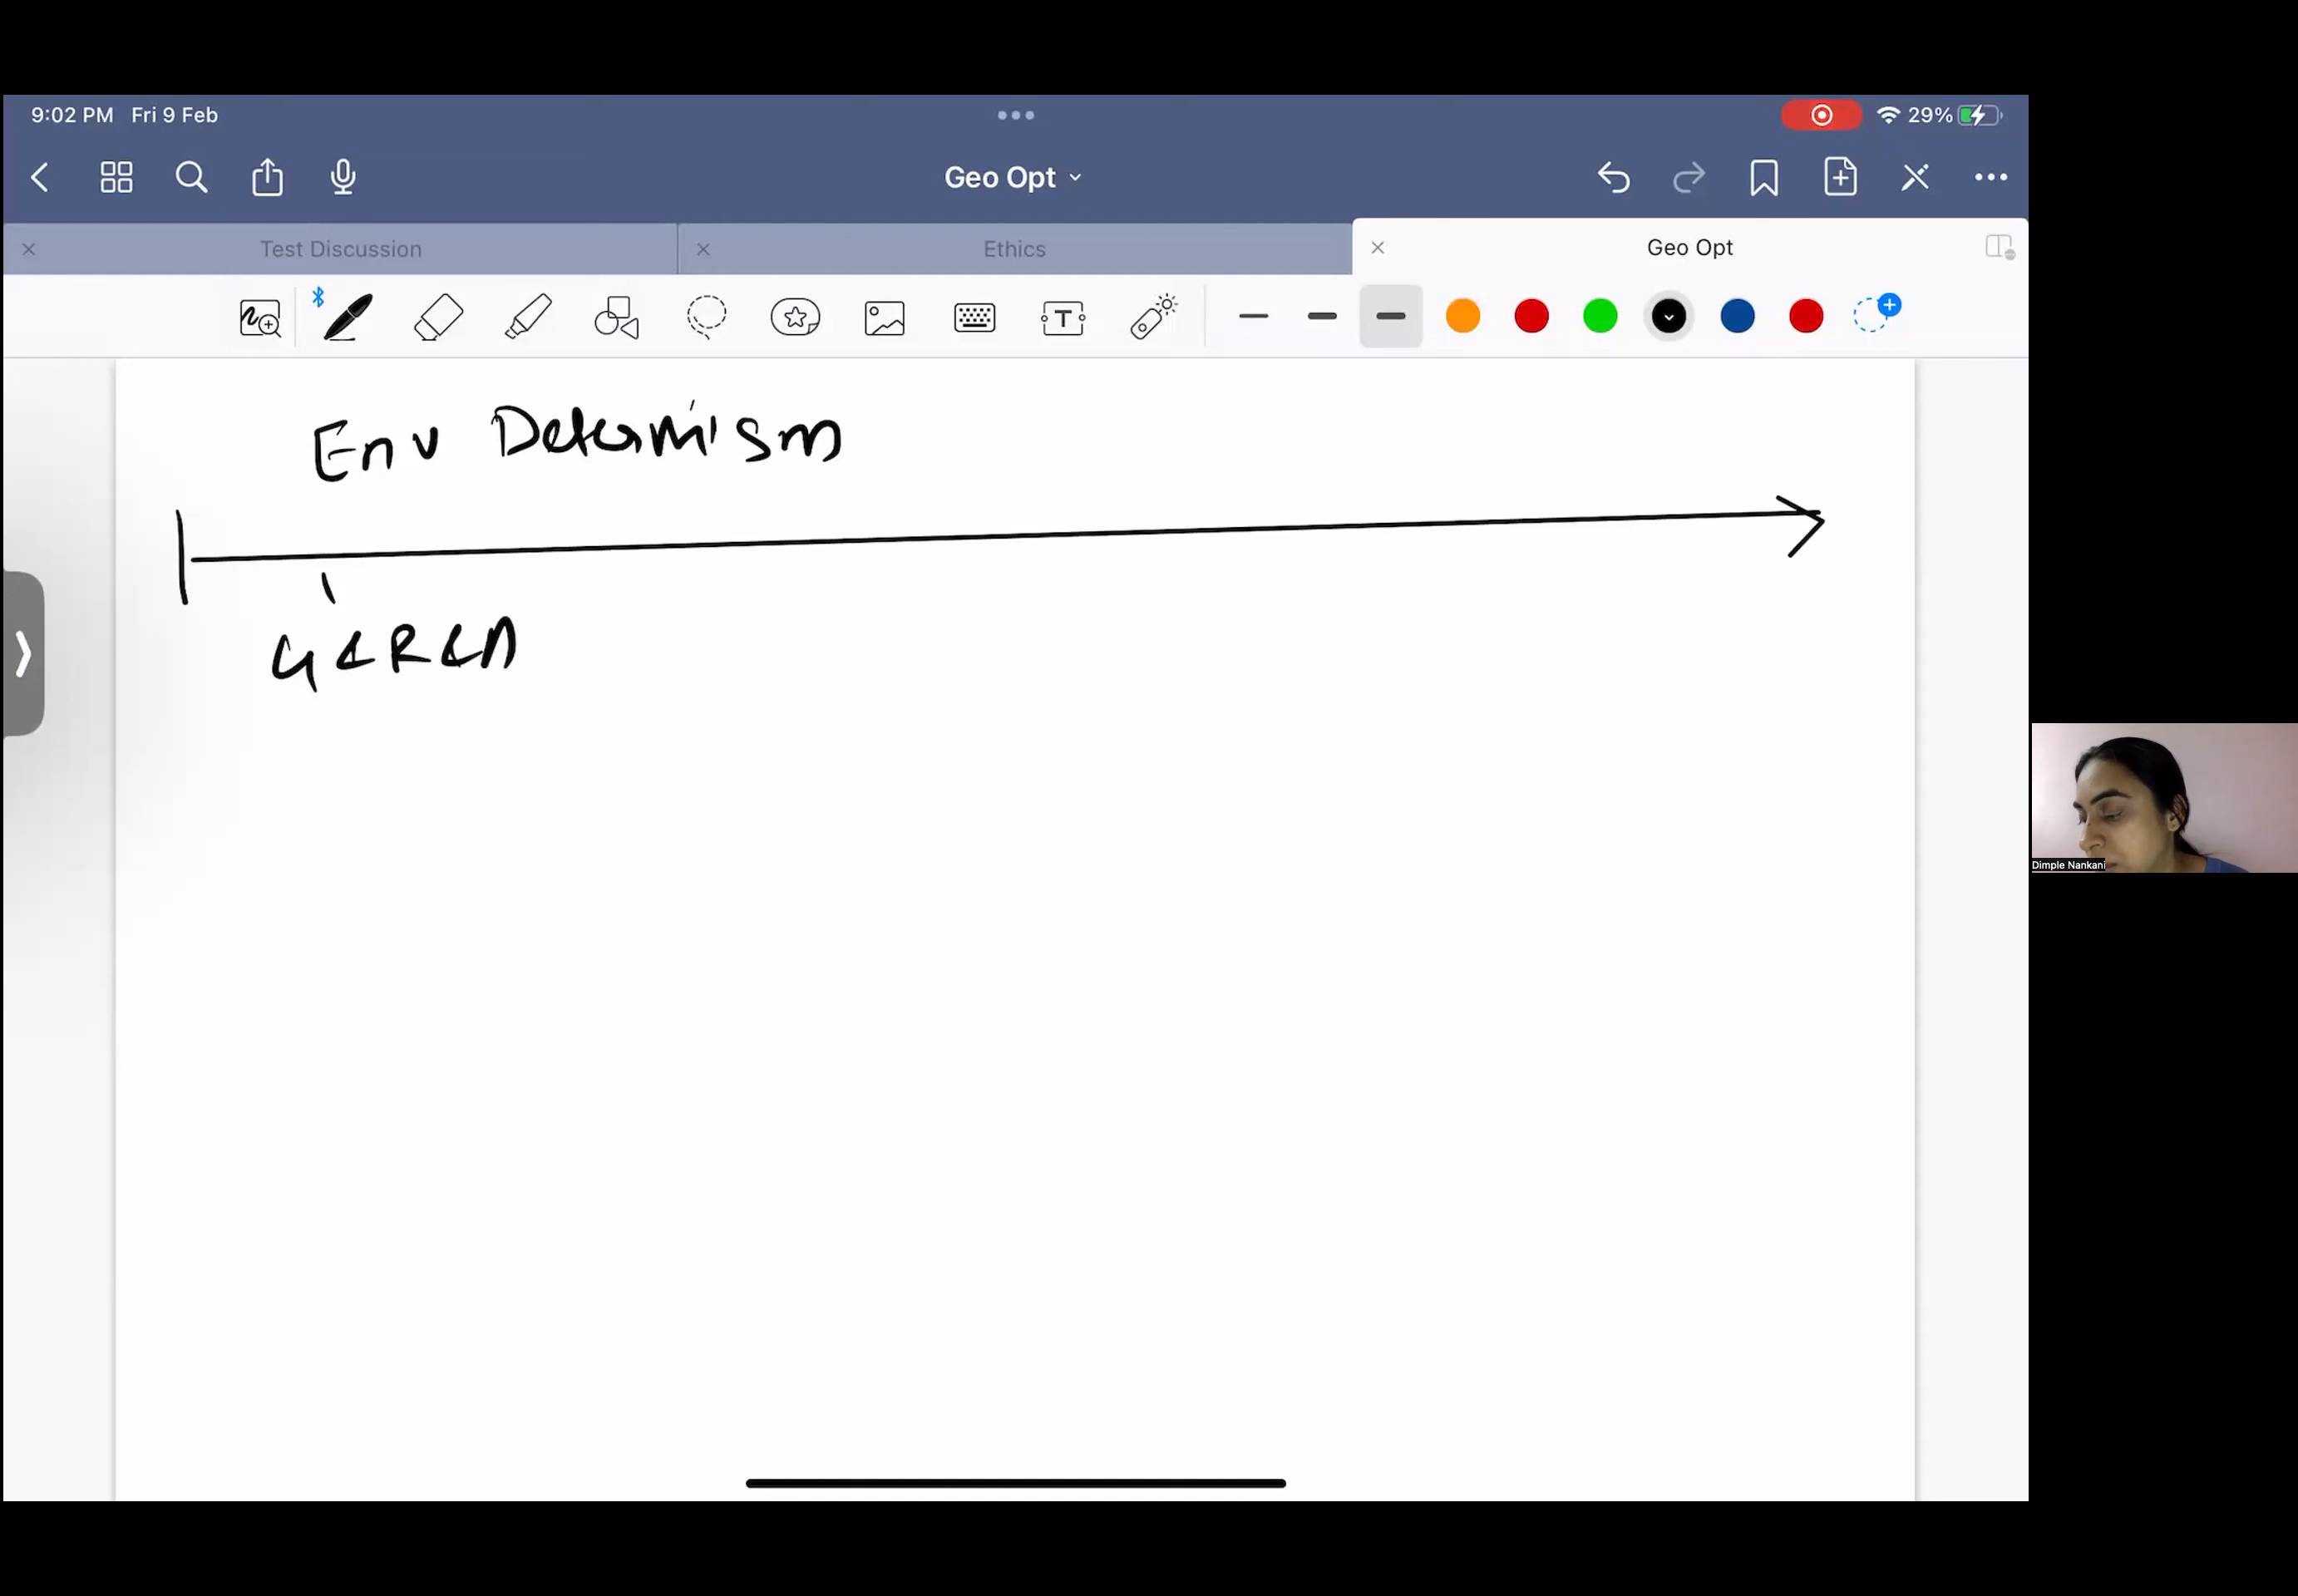 9:02 PM Fri 9 Feb
29%
Geo Opt
Test Discussion
Ethics
Geo Opt
T
Env Determism
G & R & A
Dimple Nankani